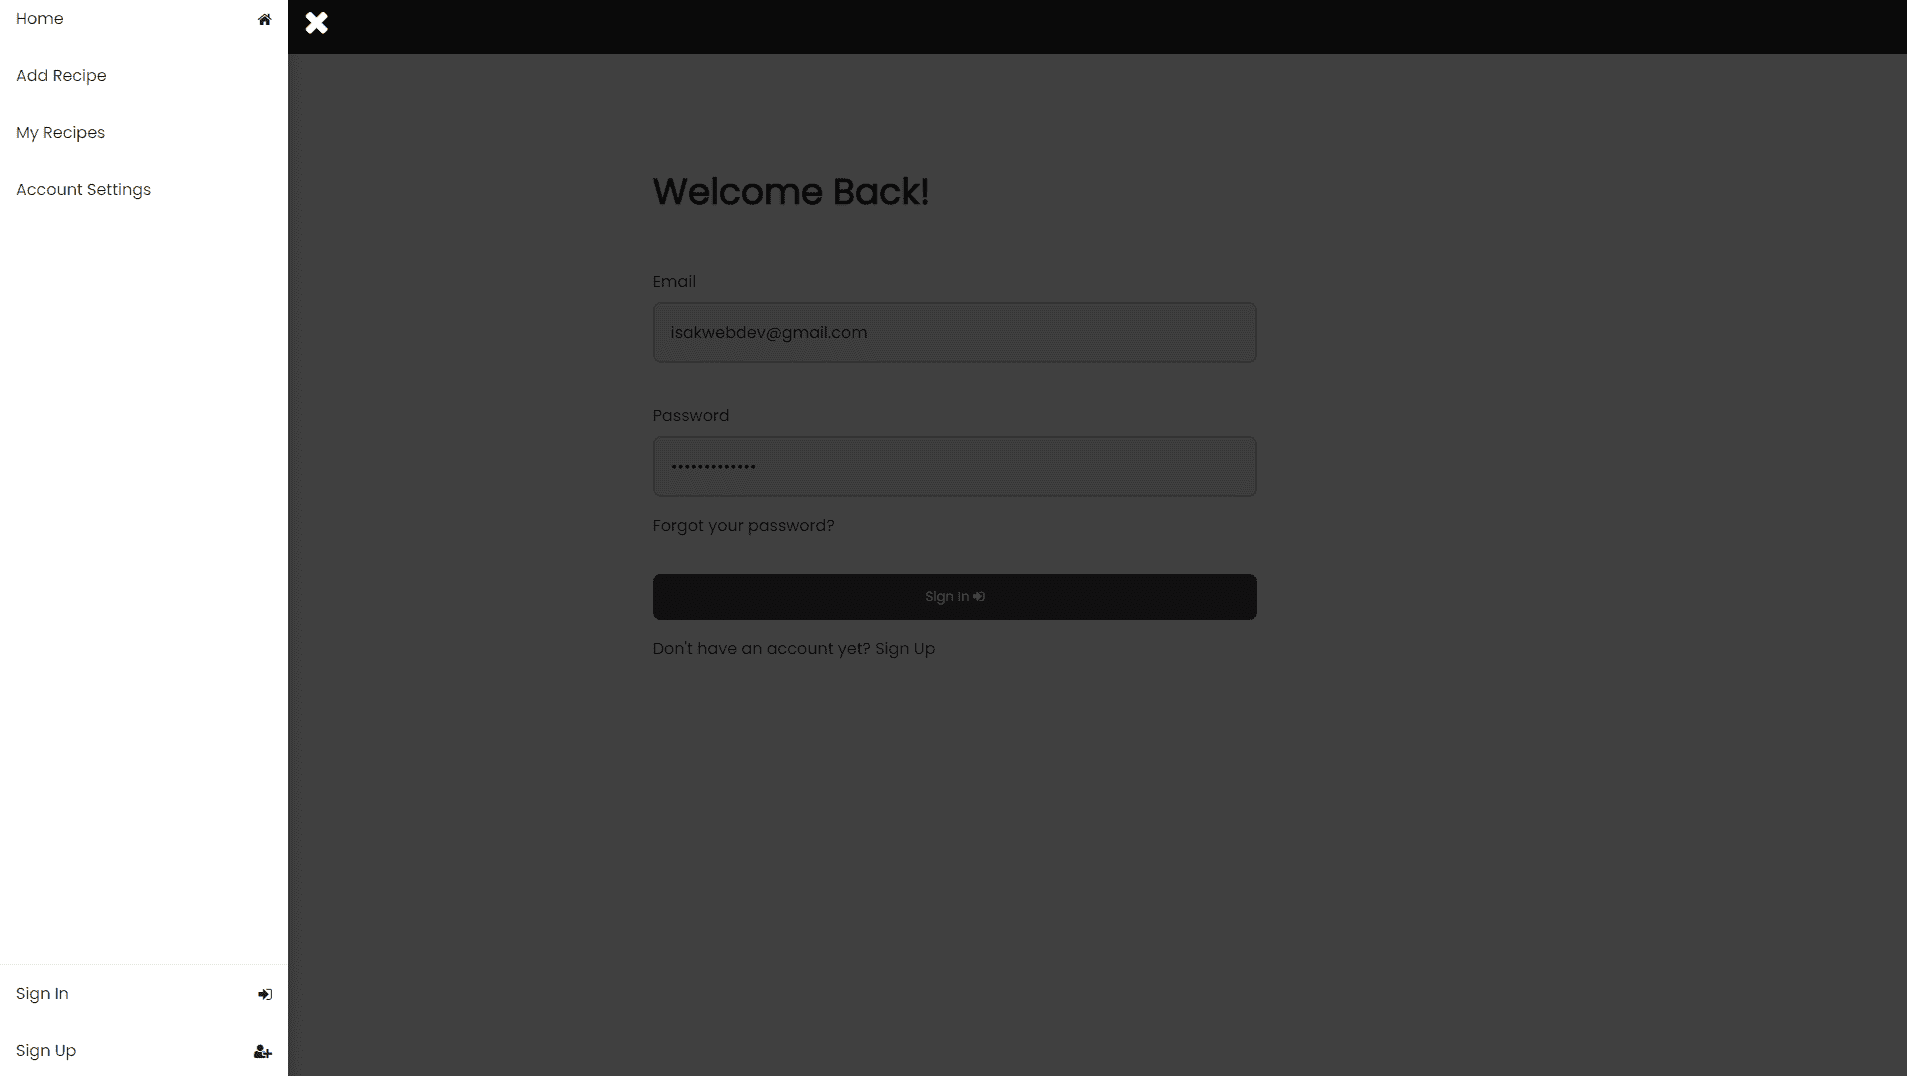 Home
Add Recipe
My Recipes
Account Settings
Sign In
Sign Up
Welcome Back!
Email
isakwebdev@gmail.com
Password
•••••••••••••
Forgot your password?
Sign In
Don't have an account yet? Sign Up